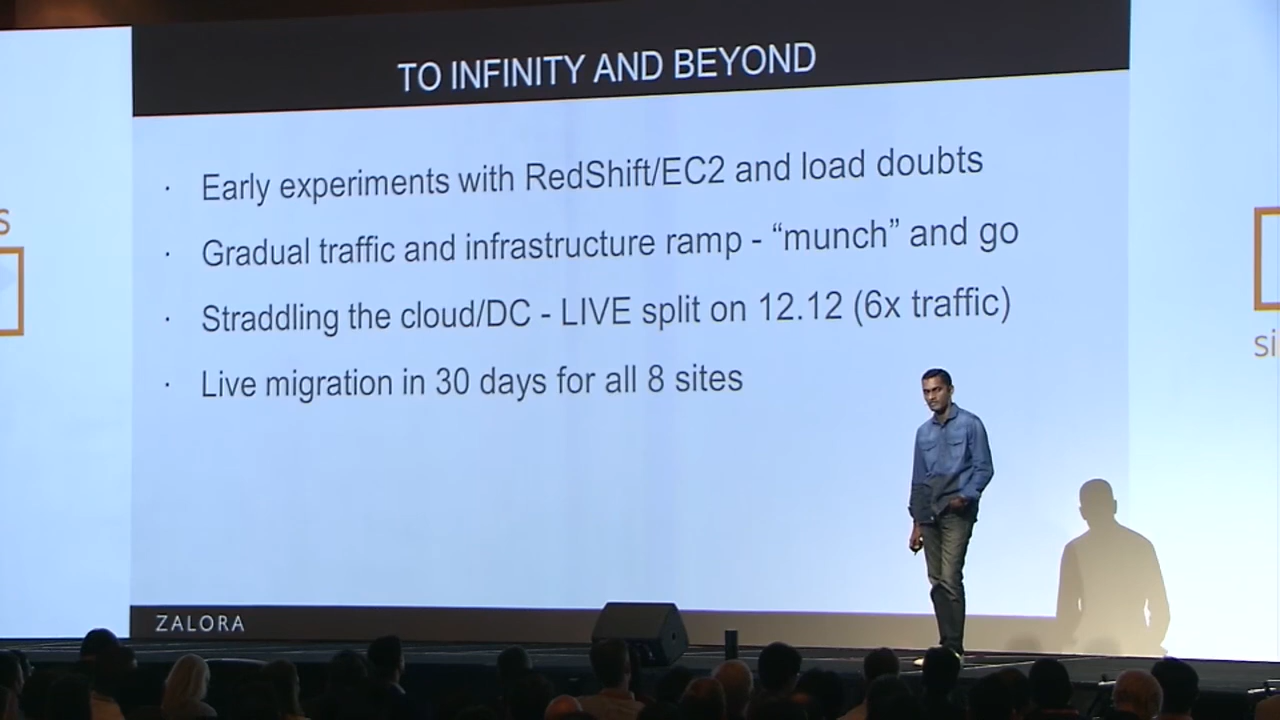 TO INFINITY AND BEYOND
· Early experiments with RedShift/EC2 and load doubts
· Gradual traffic and infrastructure ramp - “munch” and go
· Straddling the cloud/DC - LIVE split on 12.12 (6x traffic)
· Live migration in 30 days for all 8 sites
ZALORA
s
si